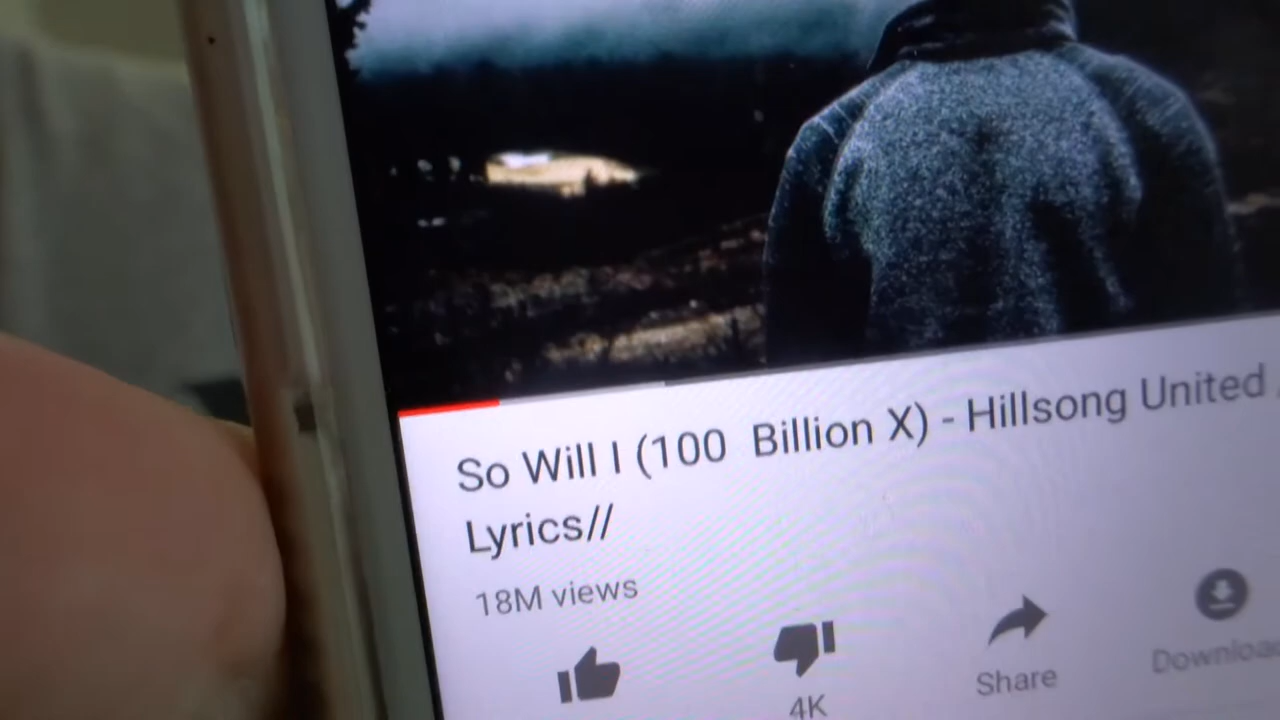 So Will I (100 Billion X) - Hillsong United
Lyrics//
18M views
4K
Share